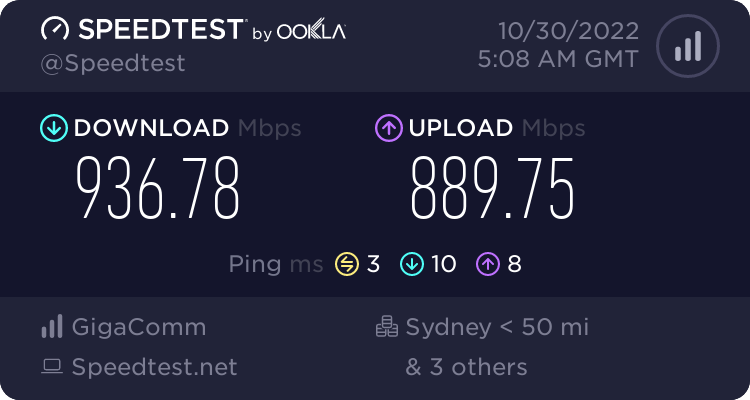 SPEEDTEST by OOKLA
10/30/2022
@Speedtest
5:08 AM GMT
DOWNLOAD Mbps
936.78
UPLOAD Mbps
889.75
Ping ms 3 10 8
GigaComm
Sydney < 50 mi
Speedtest.net
& 3 others